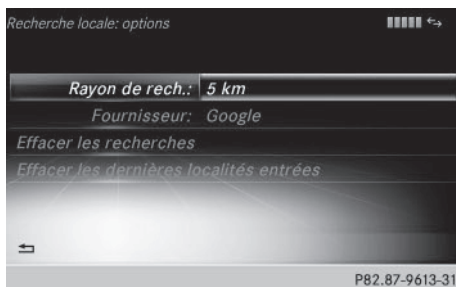 Recherche locale: options
Rayon de rech.: 5 km
Fournisseur: Google
Effacer les recherches
Effacer les dernières localités entrées
P82.87-9613-31